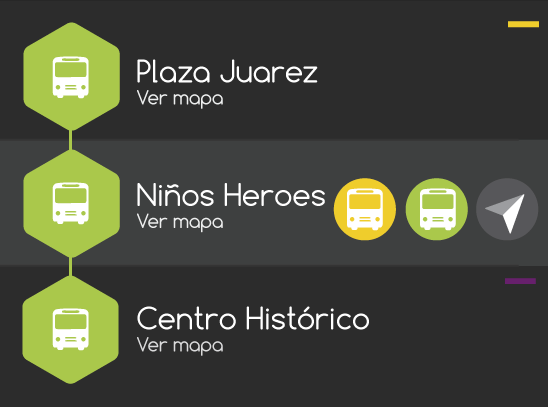 Plaza Juarez
Ver mapa
Niños Heroes
Ver mapa
Centro Histórico
Ver mapa